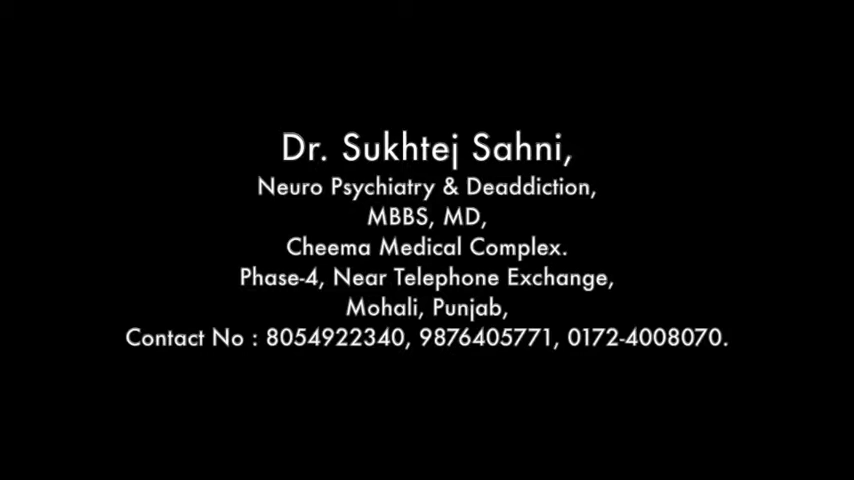 Dr. Sukhtej Sahni,
Neuro Psychiatry & Deaddiction,
MBBS, MD,
Cheema Medical Complex.
Phase-4, Near Telephone Exchange,
Mohali, Punjab,
Contact No : 8054922340, 9876405771, 0172-4008070.